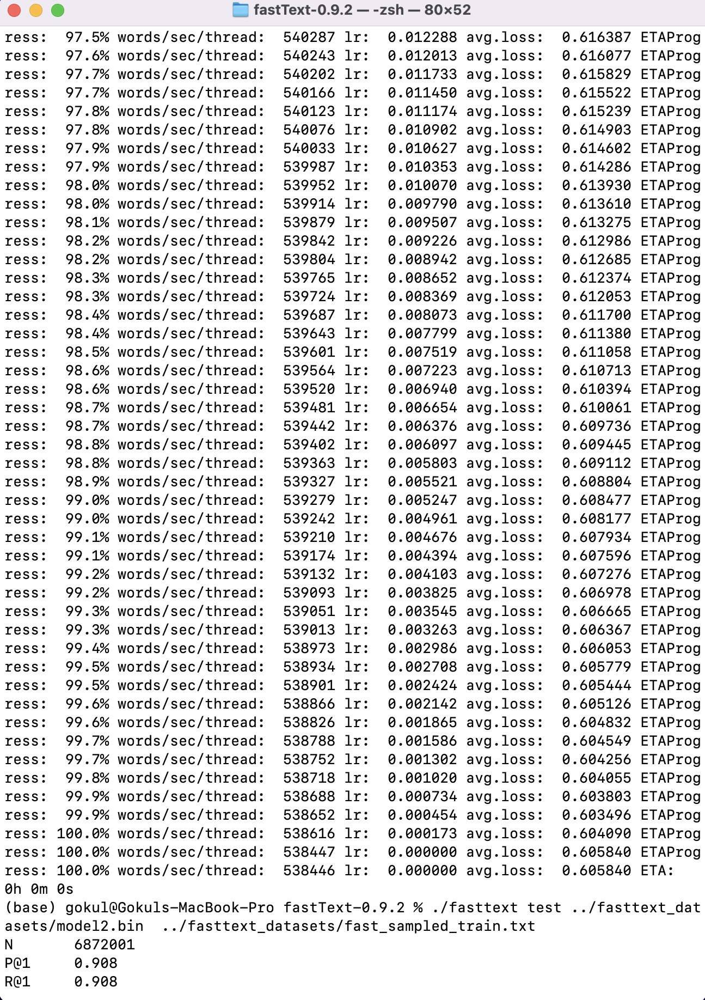 fastText-0.9.2 — -zsh — 80×52
ress:  97.5% words/sec/thread:  540287 lr:  0.012288 avg.loss:  0.616387 ETAProg
ress:  97.6% words/sec/thread:  540243 lr:  0.012013 avg.loss:  0.616077 ETAProg
ress:  97.7% words/sec/thread:  540202 lr:  0.011733 avg.loss:  0.615829 ETAProg
ress:  97.7% words/sec/thread:  540166 lr:  0.011450 avg.loss:  0.615522 ETAProg
ress:  97.8% words/sec/thread:  540123 lr:  0.011174 avg.loss:  0.615239 ETAProg
ress:  97.8% words/sec/thread:  540076 lr:  0.010902 avg.loss:  0.614903 ETAProg
ress:  97.9% words/sec/thread:  540033 lr:  0.010627 avg.loss:  0.614602 ETAProg
ress:  97.9% words/sec/thread:  539987 lr:  0.010353 avg.loss:  0.614286 ETAProg
ress:  98.0% words/sec/thread:  539952 lr:  0.010070 avg.loss:  0.613930 ETAProg
ress:  98.0% words/sec/thread:  539914 lr:  0.009790 avg.loss:  0.613610 ETAProg
ress:  98.1% words/sec/thread:  539879 lr:  0.009507 avg.loss:  0.613275 ETAProg
ress:  98.2% words/sec/thread:  539842 lr:  0.009226 avg.loss:  0.612986 ETAProg
ress:  98.2% words/sec/thread:  539804 lr:  0.008942 avg.loss:  0.612685 ETAProg
ress:  98.3% words/sec/thread:  539765 lr:  0.008652 avg.loss:  0.612374 ETAProg
ress:  98.3% words/sec/thread:  539724 lr:  0.008369 avg.loss:  0.612053 ETAProg
ress:  98.4% words/sec/thread:  539687 lr:  0.008073 avg.loss:  0.611700 ETAProg
ress:  98.4% words/sec/thread:  539643 lr:  0.007799 avg.loss:  0.611380 ETAProg
ress:  98.5% words/sec/thread:  539601 lr:  0.007519 avg.loss:  0.611058 ETAProg
ress:  98.6% words/sec/thread:  539564 lr:  0.007223 avg.loss:  0.610713 ETAProg
ress:  98.6% words/sec/thread:  539520 lr:  0.006940 avg.loss:  0.610394 ETAProg
ress:  98.7% words/sec/thread:  539481 lr:  0.006654 avg.loss:  0.610061 ETAProg
ress:  98.7% words/sec/thread:  539442 lr:  0.006376 avg.loss:  0.609736 ETAProg
ress:  98.8% words/sec/thread:  539402 lr:  0.006097 avg.loss:  0.609445 ETAProg
ress:  98.8% words/sec/thread:  539363 lr:  0.005803 avg.loss:  0.609112 ETAProg
ress:  98.9% words/sec/thread:  539327 lr:  0.005521 avg.loss:  0.608804 ETAProg
ress:  99.0% words/sec/thread:  539279 lr:  0.005247 avg.loss:  0.608477 ETAProg
ress:  99.0% words/sec/thread:  539242 lr:  0.004961 avg.loss:  0.608177 ETAProg
ress:  99.1% words/sec/thread:  539210 lr:  0.004676 avg.loss:  0.607934 ETAProg
ress:  99.1% words/sec/thread:  539174 lr:  0.004394 avg.loss:  0.607596 ETAProg
ress:  99.2% words/sec/thread:  539132 lr:  0.004103 avg.loss:  0.607276 ETAProg
ress:  99.2% words/sec/thread:  539093 lr:  0.003825 avg.loss:  0.606978 ETAProg
ress:  99.3% words/sec/thread:  539051 lr:  0.003545 avg.loss:  0.606665 ETAProg
ress:  99.3% words/sec/thread:  539013 lr:  0.003263 avg.loss:  0.606367 ETAProg
ress:  99.4% words/sec/thread:  538973 lr:  0.002986 avg.loss:  0.606053 ETAProg
ress:  99.5% words/sec/thread:  538934 lr:  0.002708 avg.loss:  0.605779 ETAProg
ress:  99.5% words/sec/thread:  538901 lr:  0.002424 avg.loss:  0.605444 ETAProg
ress:  99.6% words/sec/thread:  538866 lr:  0.002142 avg.loss:  0.605126 ETAProg
ress:  99.6% words/sec/thread:  538826 lr:  0.001865 avg.loss:  0.604832 ETAProg
ress:  99.7% words/sec/thread:  538788 lr:  0.001586 avg.loss:  0.604549 ETAProg
ress:  99.7% words/sec/thread:  538752 lr:  0.001302 avg.loss:  0.604256 ETAProg
ress:  99.8% words/sec/thread:  538718 lr:  0.001020 avg.loss:  0.604055 ETAProg
ress:  99.9% words/sec/thread:  538688 lr:  0.000734 avg.loss:  0.603803 ETAProg
ress:  99.9% words/sec/thread:  538652 lr:  0.000454 avg.loss:  0.603496 ETAProg
ress: 100.0% words/sec/thread:  538616 lr:  0.000173 avg.loss:  0.604090 ETAProg
ress: 100.0% words/sec/thread:  538447 lr:  0.000000 avg.loss:  0.605840 ETAProg
ress: 100.0% words/sec/thread:  538446 lr:  0.000000 avg.loss:  0.605840 ETA:
0h 0m 0s
(base) gokul@Gokuls-MacBook-Pro fastText-0.9.2 % ./fasttext test ../fasttext_dat
asets/model2.bin  ../fasttext_datasets/fast_sampled_train.txt
N       6872001
P@1     0.908
R@1     0.908